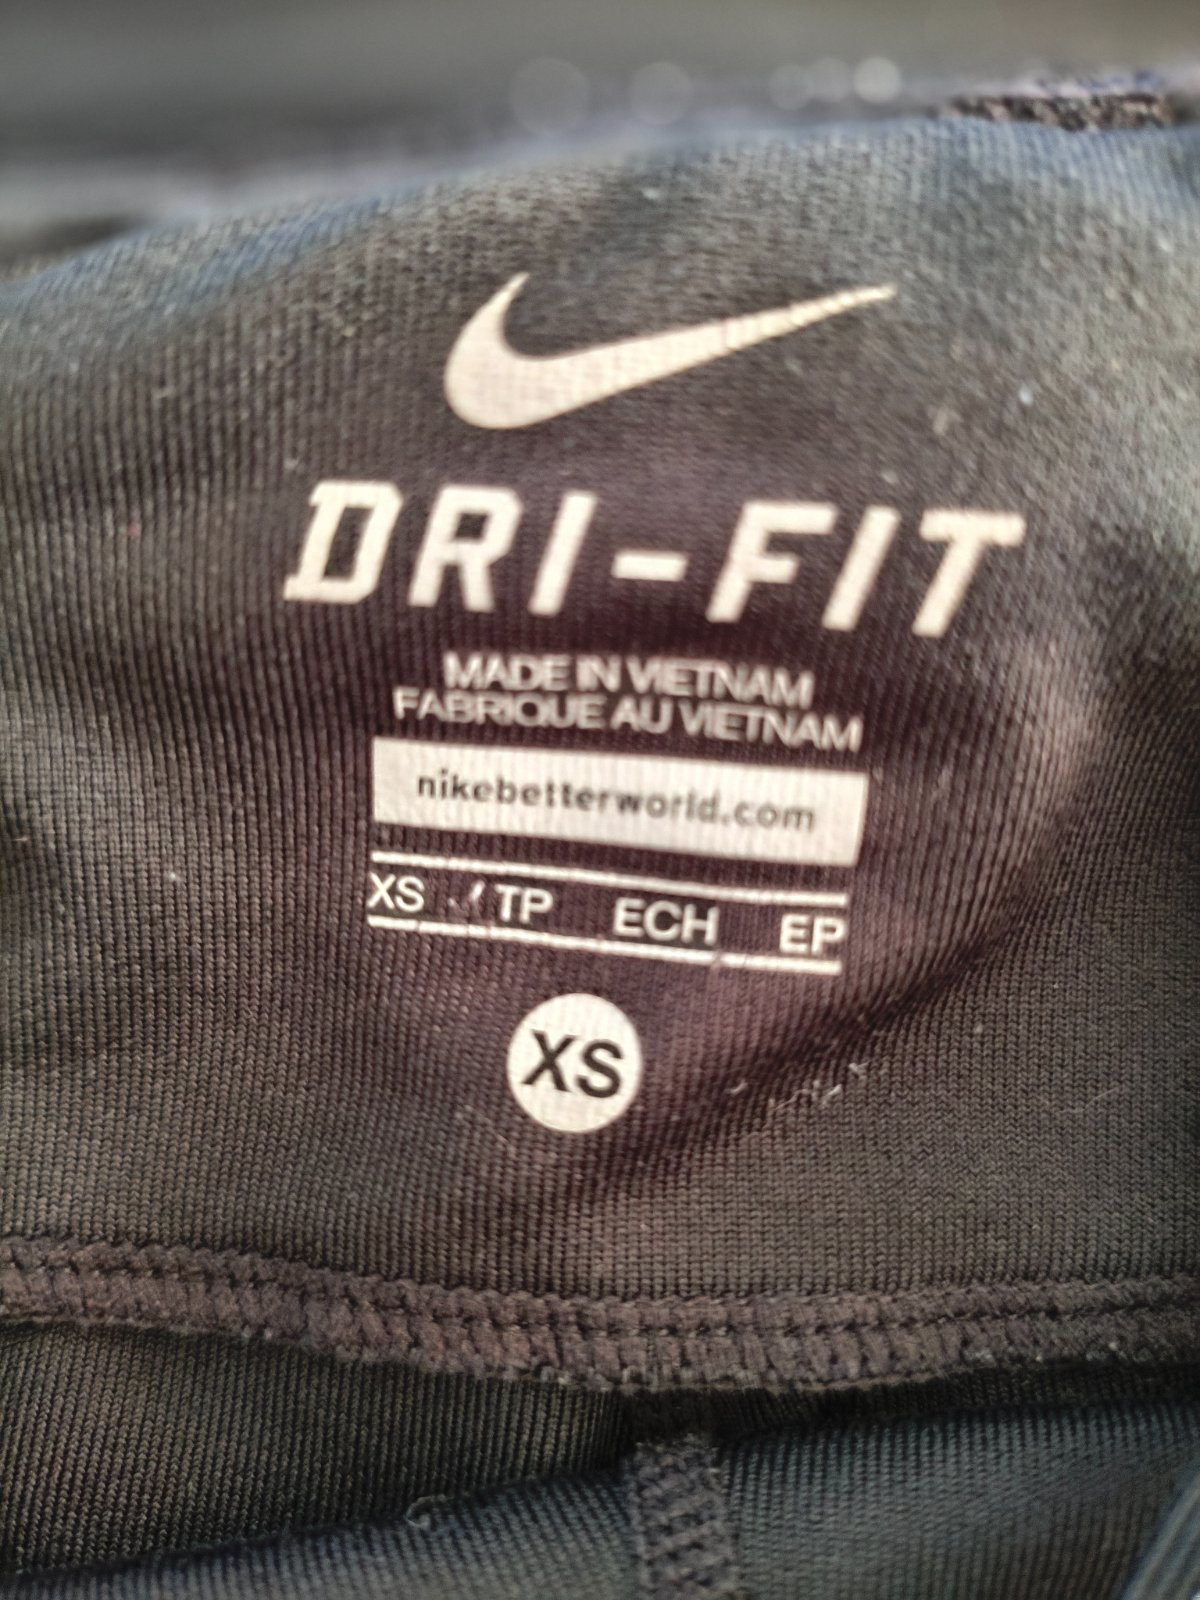 DRI-FIT
MADE IN VIETNAM
FABRIQUE AU VIETNAM
nikebetterworld.com
XS / TP ECH EP
XS